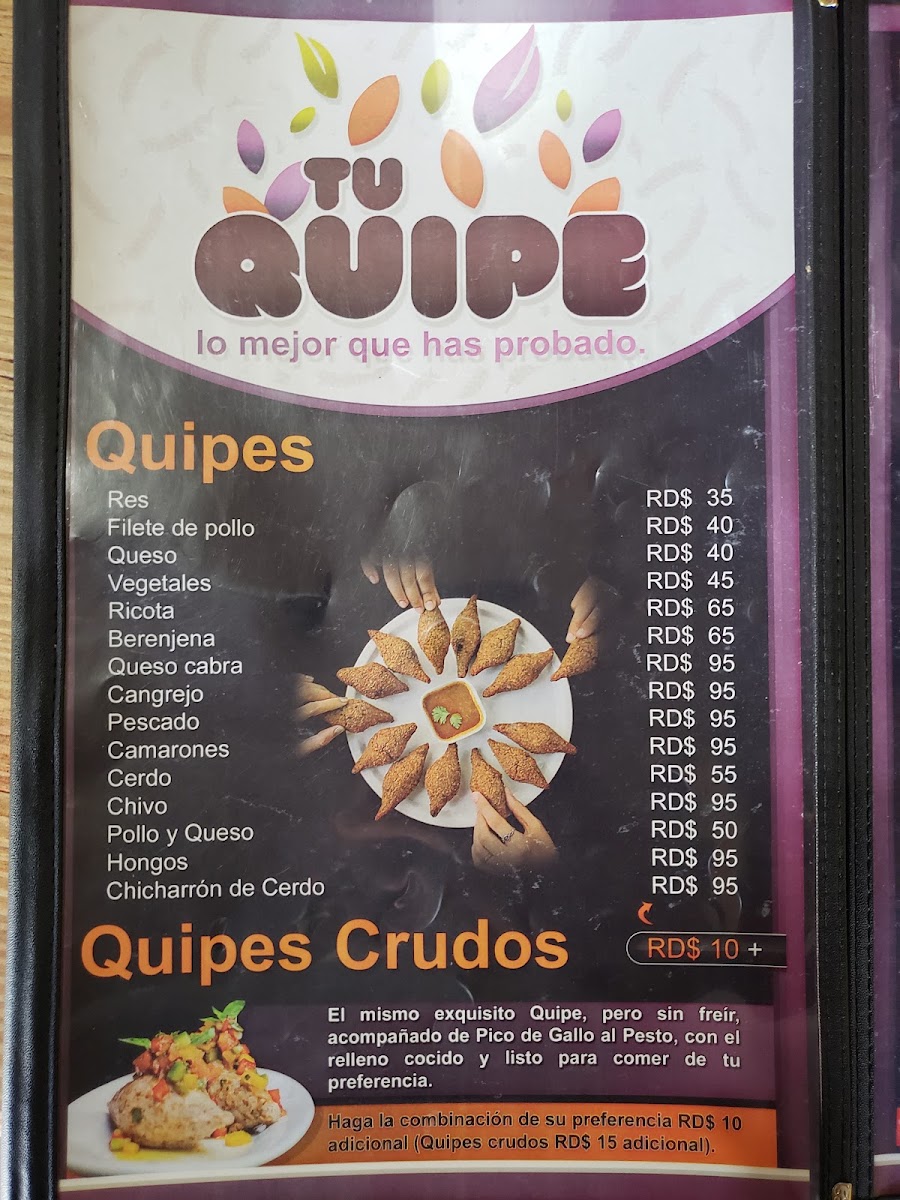 TU
QUIPE
lo mejor que has probado.
Quipes
Res RD$ 35
Filete de pollo RD$ 40
Queso RD$ 40
Vegetales RD$ 45
Ricota RD$ 65
Berenjena RD$ 65
Queso cabra RD$ 95
Cangrejo RD$ 95
Pescado RD$ 95
Camarones RD$ 95
Cerdo RD$ 55
Chivo RD$ 95
Pollo y Queso RD$ 50
Hongos RD$ 95
Chicharrón de Cerdo RD$ 95
Quipes Crudos RD$ 10 +
El mismo exquisito Quipe, pero sin freír,
acompañado de Pico de Gallo al Pesto, con el
relleno cocido y listo para comer de tu
preferencia.
Haga la combinación de su preferencia RD$ 10
adicional (Quipes crudos RD$ 15 adicional).